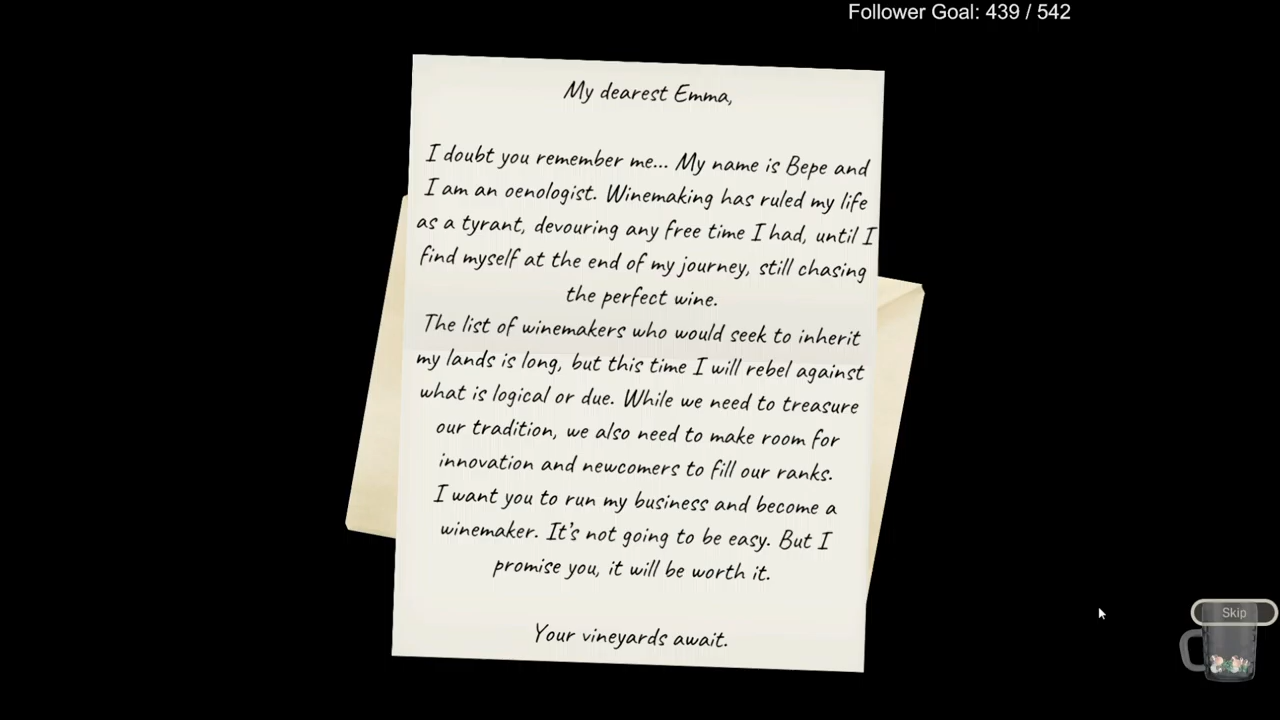 Follower Goal: 439 / 542
My dearest Emma,
I doubt you remember me... My name is Bepe and
I am an oenologist. Winemaking has ruled my life
as a tyrant, devouring any free time I had, until I
find myself at the end of my journey, still chasing
the perfect wine.
The list of winemakers who would seek to inherit
my lands is long, but this time I will rebel against
what is logical or due. While we need to treasure
our tradition, we also need to make room for
innovation and newcomers to fill our ranks.
I want you to run my business and become a
winemaker. It's not going to be easy. But I
promise you, it will be worth it.
Your vineyards await.
Skip